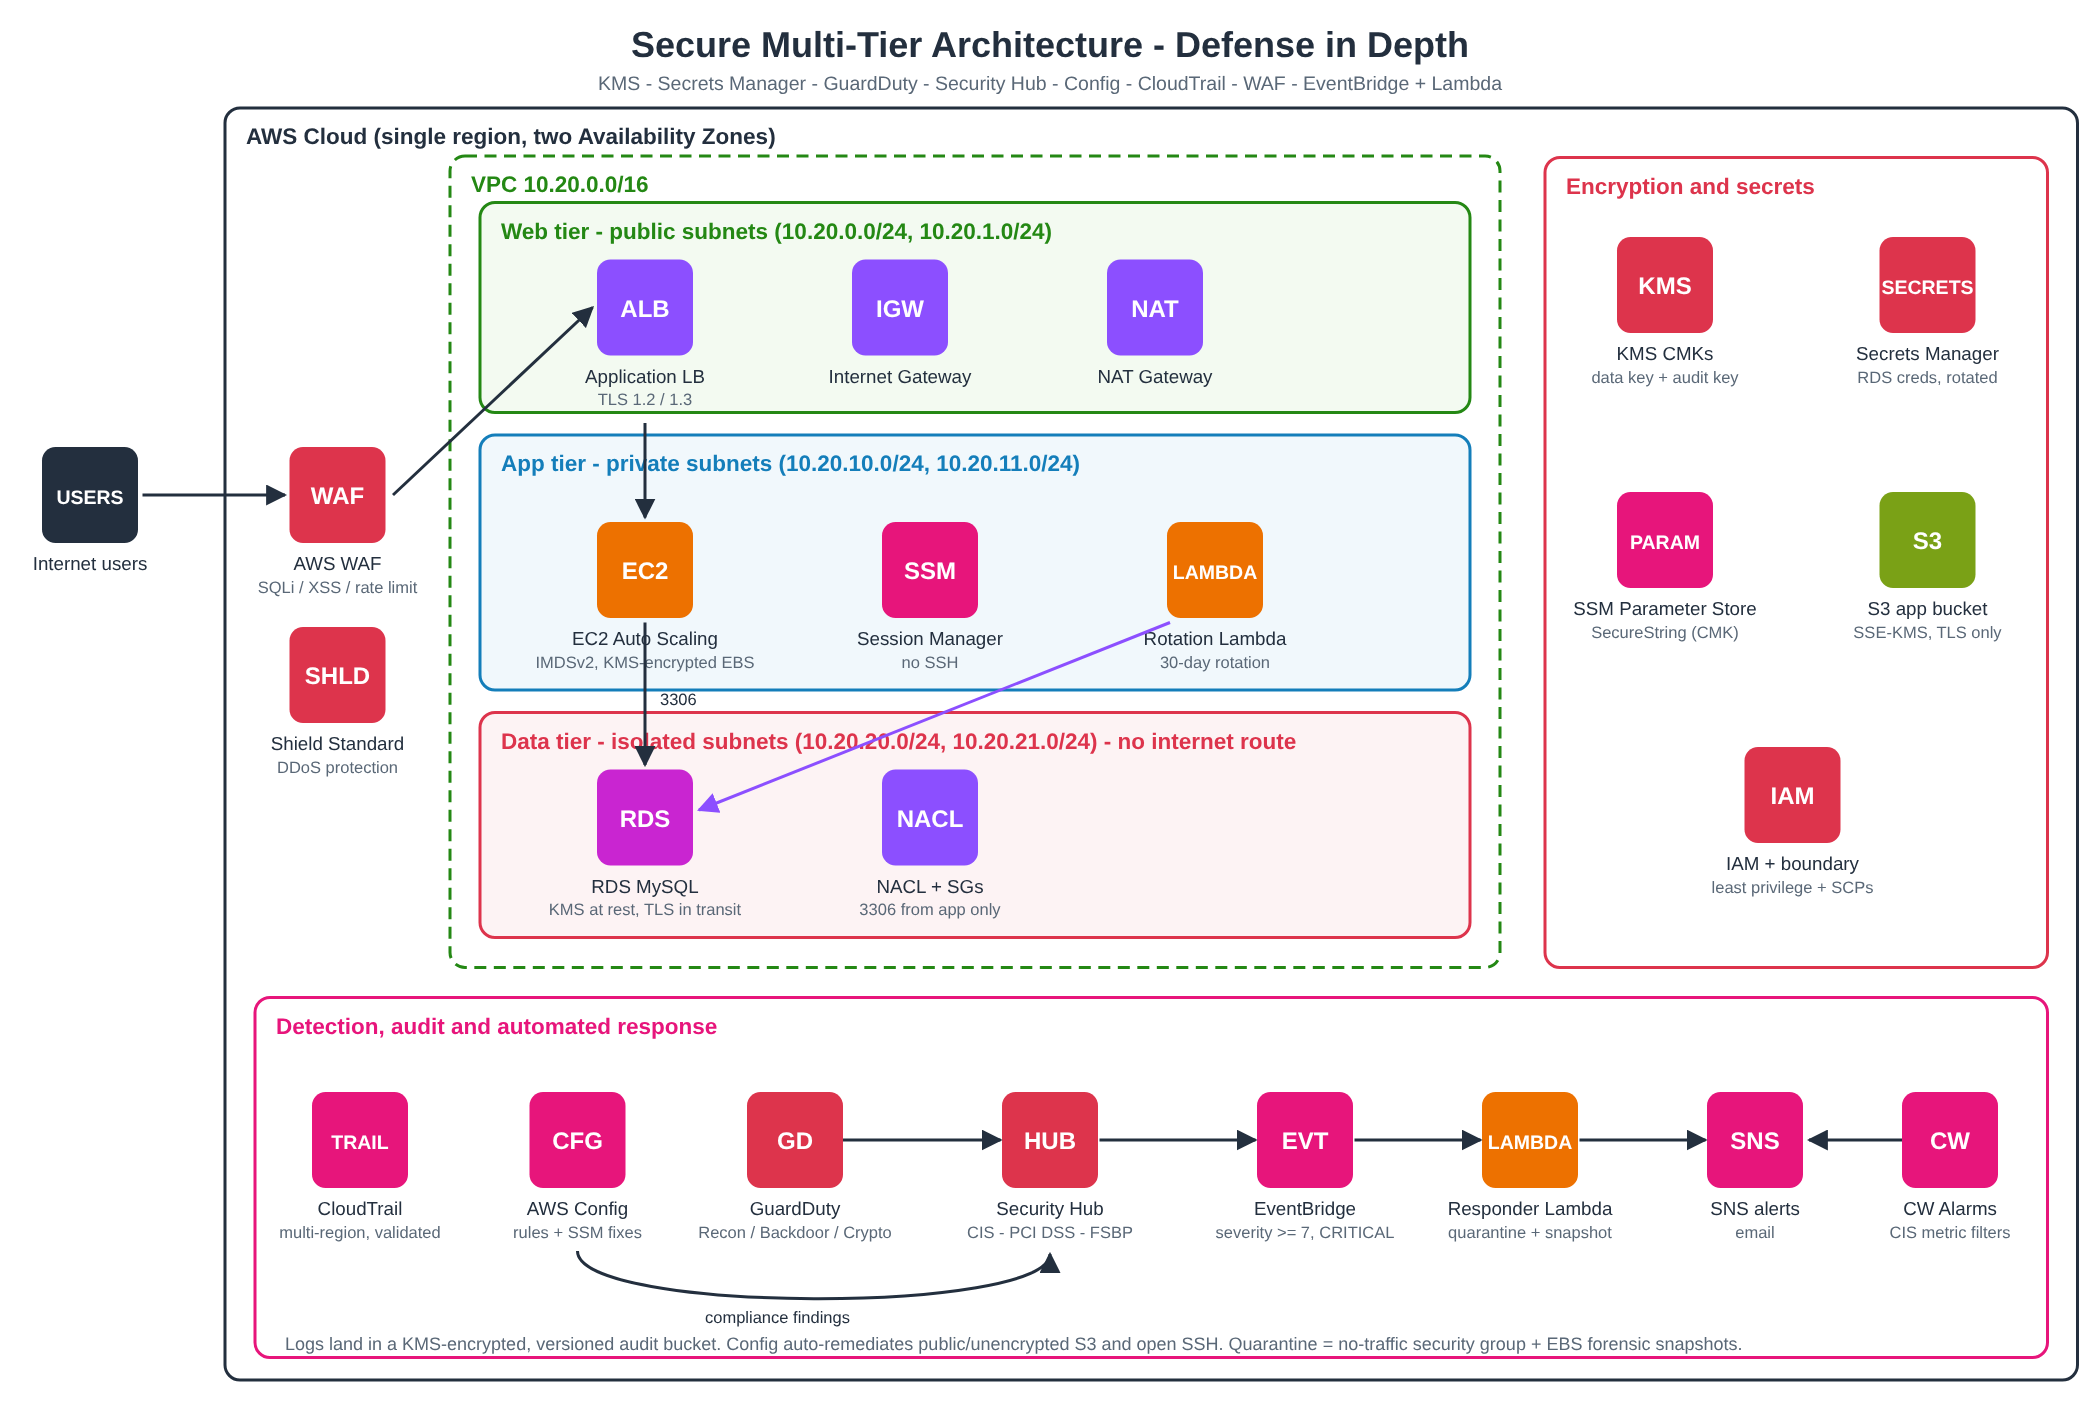 Secure Multi-Tier Architecture - Defense in Depth
KMS - Secrets Manager - GuardDuty - Security Hub - Config - CloudTrail - WAF - EventBridge + Lambda
AWS Cloud (single region, two Availability Zones)
USERS
Internet users
WAF
AWS WAF
SQLi / XSS / rate limit
SHLD
Shield Standard
DDoS protection
VPC 10.20.0.0/16
Web tier - public subnets (10.20.0.0/24, 10.20.1.0/24)
ALB
Application LB
TLS 1.2 / 1.3
IGW
Internet Gateway
NAT
NAT Gateway
App tier - private subnets (10.20.10.0/24, 10.20.11.0/24)
EC2
EC2 Auto Scaling
IMDSv2, KMS-encrypted EBS
SSM
Session Manager
no SSH
LAMBDA
Rotation Lambda
30-day rotation
3306
Data tier - isolated subnets (10.20.20.0/24, 10.20.21.0/24) - no internet route
RDS
RDS MySQL
KMS at rest, TLS in transit
NACL
NACL + SGs
3306 from app only
Encryption and secrets
KMS
KMS CMKs
data key + audit key
SECRETS
Secrets Manager
RDS creds, rotated
PARAM
SSM Parameter Store
SecureString (CMK)
S3
S3 app bucket
SSE-KMS, TLS only
IAM
IAM + boundary
least privilege + SCPs
Detection, audit and automated response
TRAIL
CloudTrail
multi-region, validated
CFG
AWS Config
rules + SSM fixes
GD
GuardDuty
Recon / Backdoor / Crypto
HUB
Security Hub
CIS - PCI DSS - FSBP
EVT
EventBridge
severity >= 7, CRITICAL
LAMBDA
Responder Lambda
quarantine + snapshot
SNS
SNS alerts
email
CW
CW Alarms
CIS metric filters
compliance findings
Logs land in a KMS-encrypted, versioned audit bucket. Config auto-remediates public/unencrypted S3 and open SSH. Quarantine = no-traffic security group + EBS forensic snapshots.